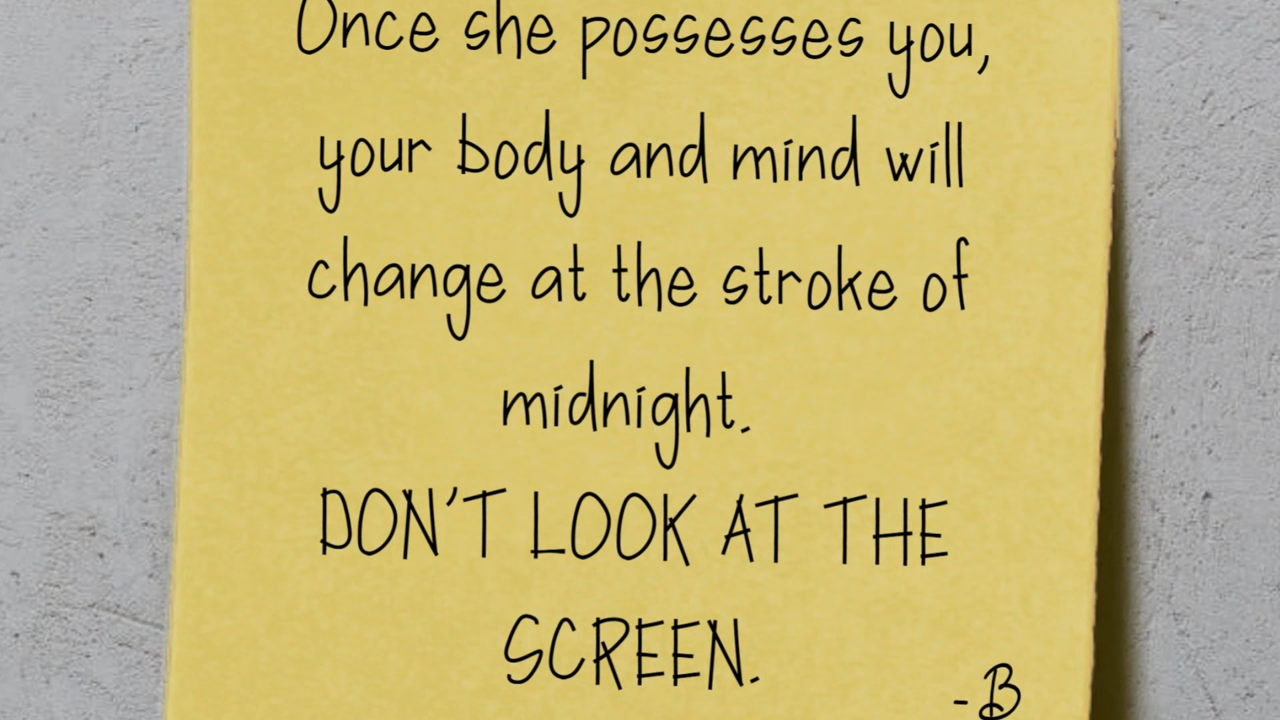 Once she possesses you,
your body and mind will
change at the stroke of
midnight.
DON'T LOOK AT THE
SCREEN.
-B